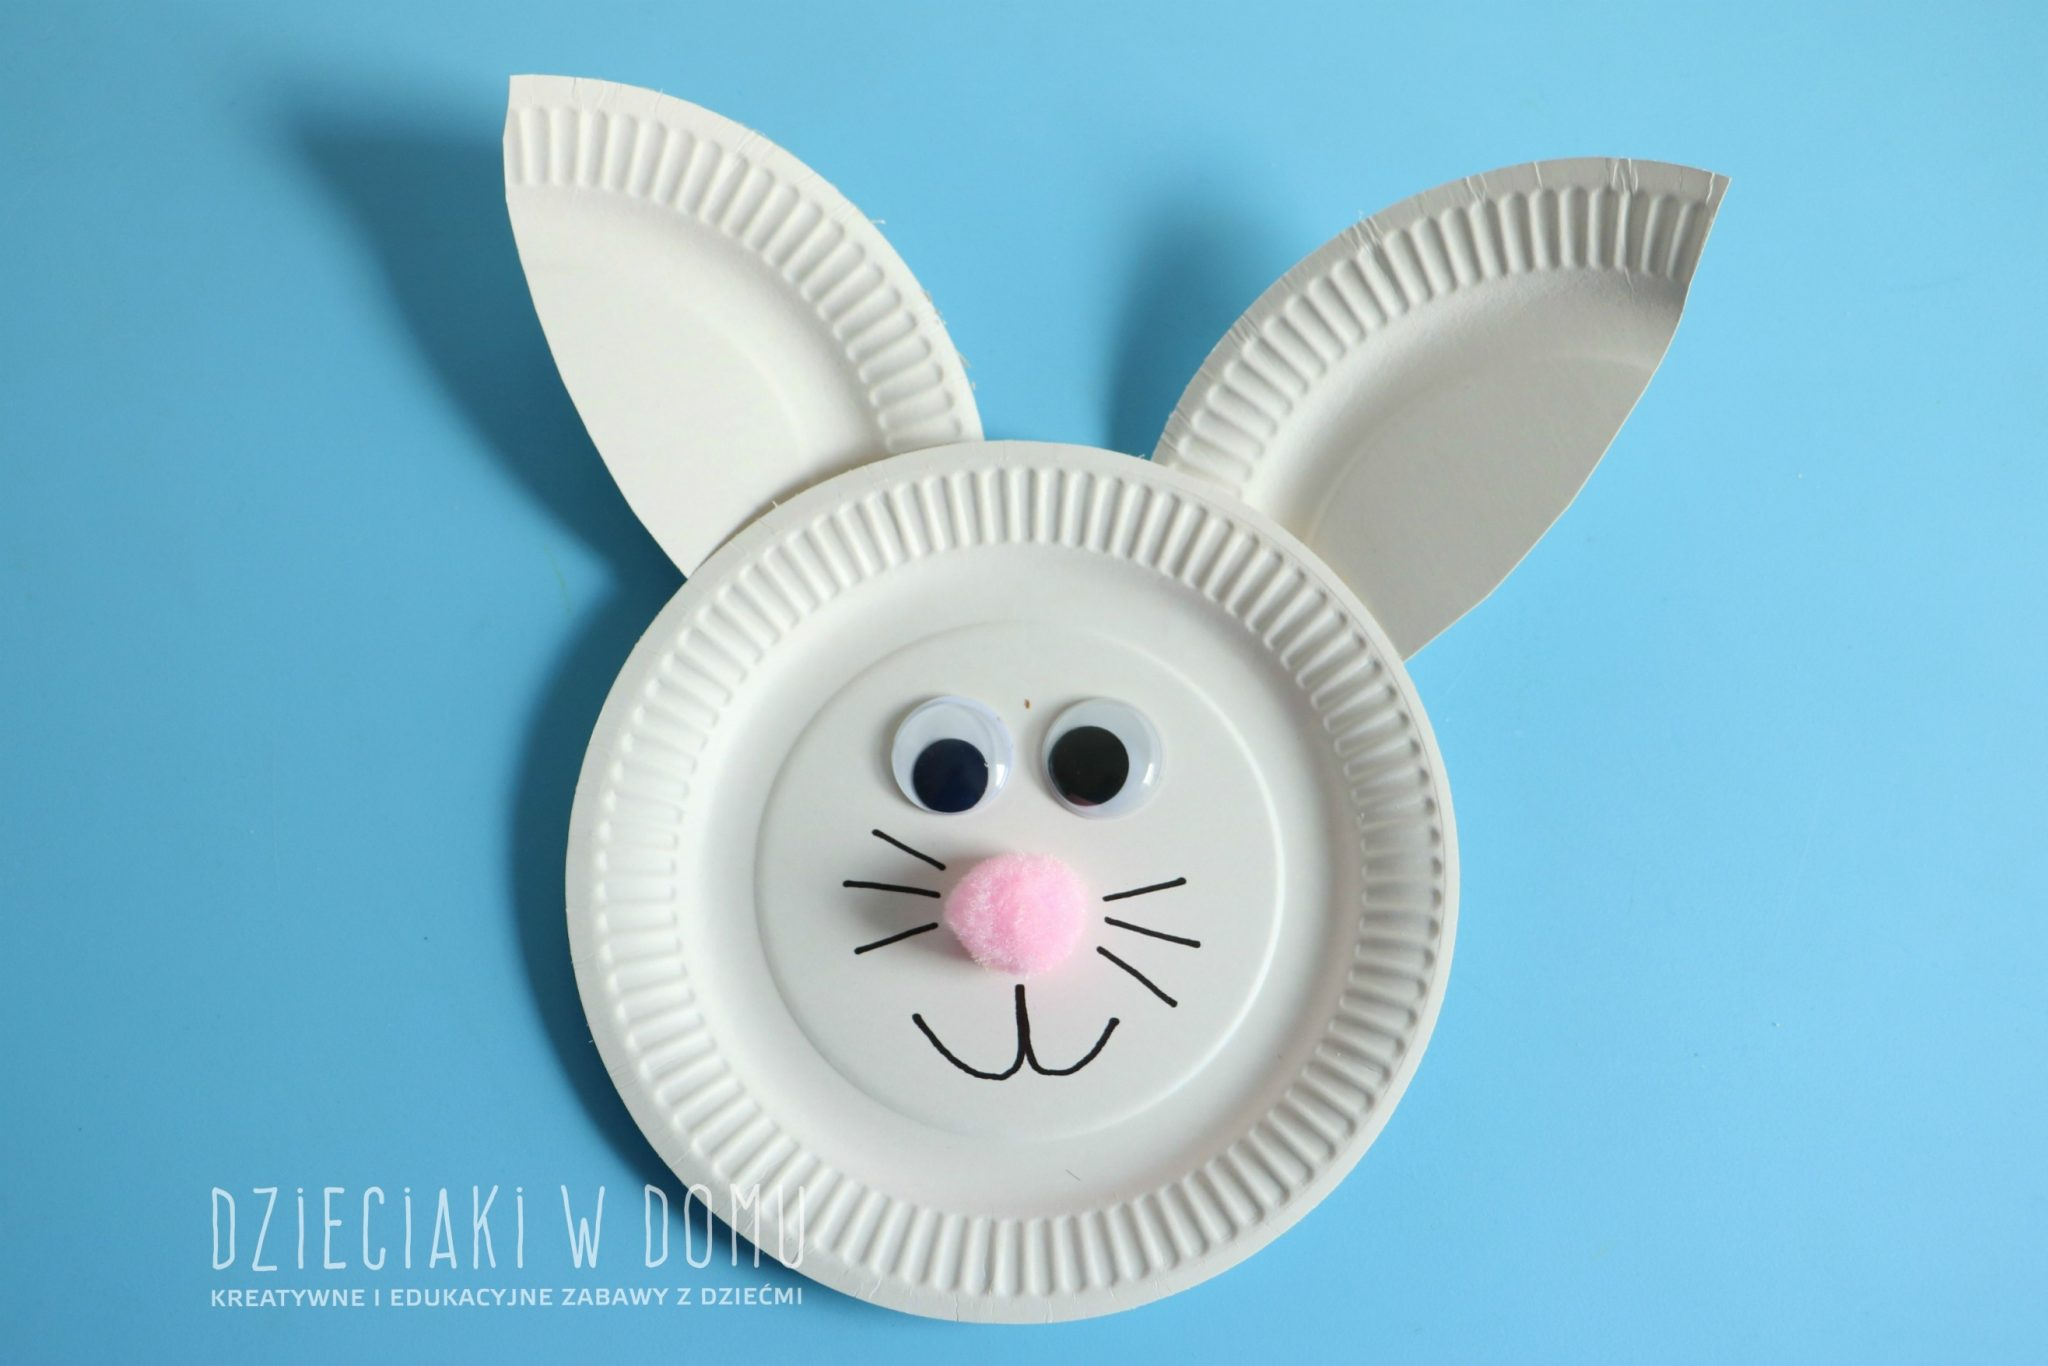 DZiECiAKi W DOMU
KREATYWNE I EDUKACYJNE ZABAWY Z DZIEĆMI